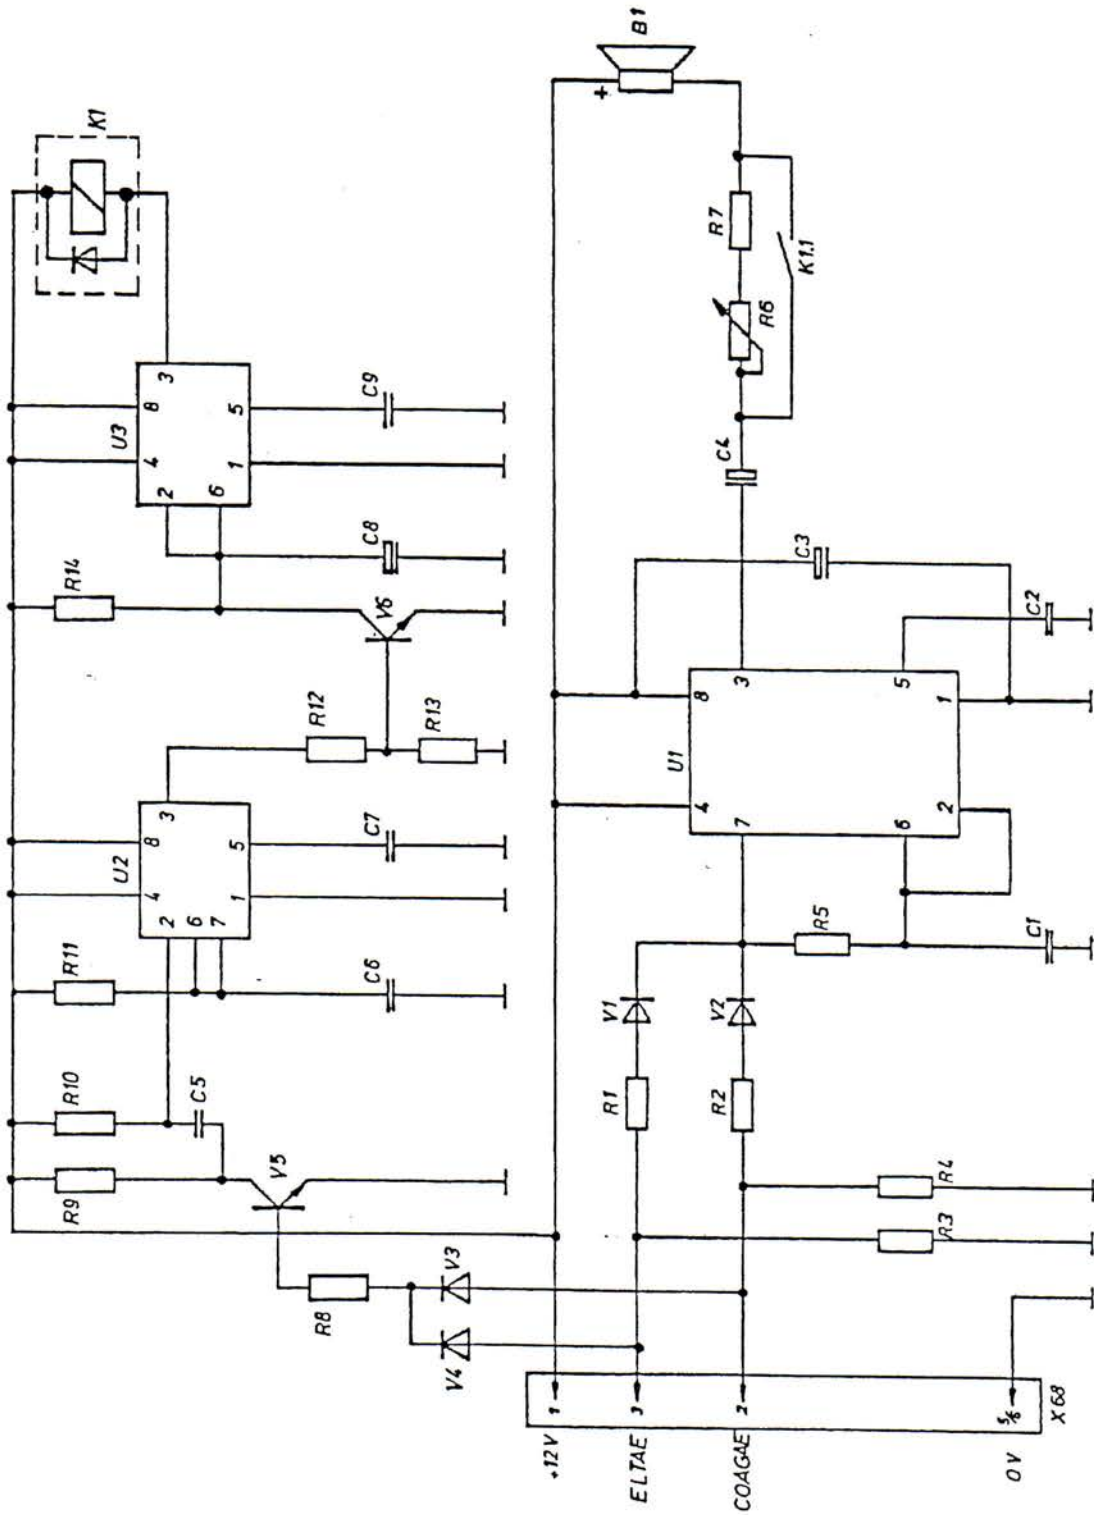 K1
U3
4
8
3
2
6
1
5
C9
R14
C8
V6
R12
R13
U2
4
8
3
2
6
7
1
5
C7
R11
C6
R10
C5
R9
V5
R8
V3
V4
B1
+
R7
R6
K1.1
C4
C3
C2
U1
4
8
7
3
6
5
2
1
R5
C1
V1
V2
R1
R2
R4
R3
+12V
1
ELTAE
3
COAGAE
2
0V
5/6
X68